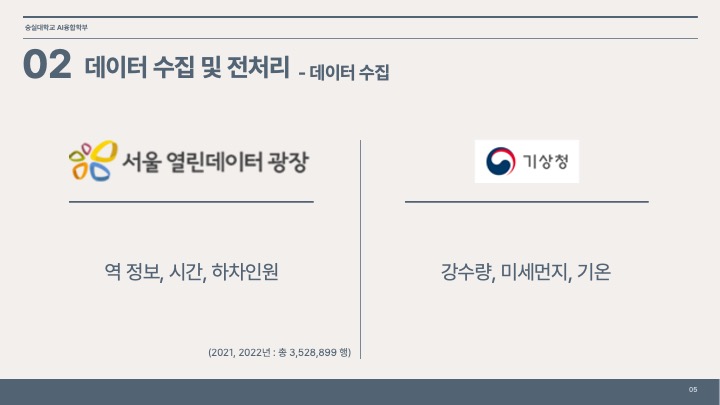 숭실대학교 AI융합학부
02 데이터 수집 및 전처리 - 데이터 수집
서울 열린데이터 광장
역 정보, 시간, 하차인원
(2021, 2022년 : 총 3,528,899 행)
기상청
강수량, 미세먼지, 기온
05